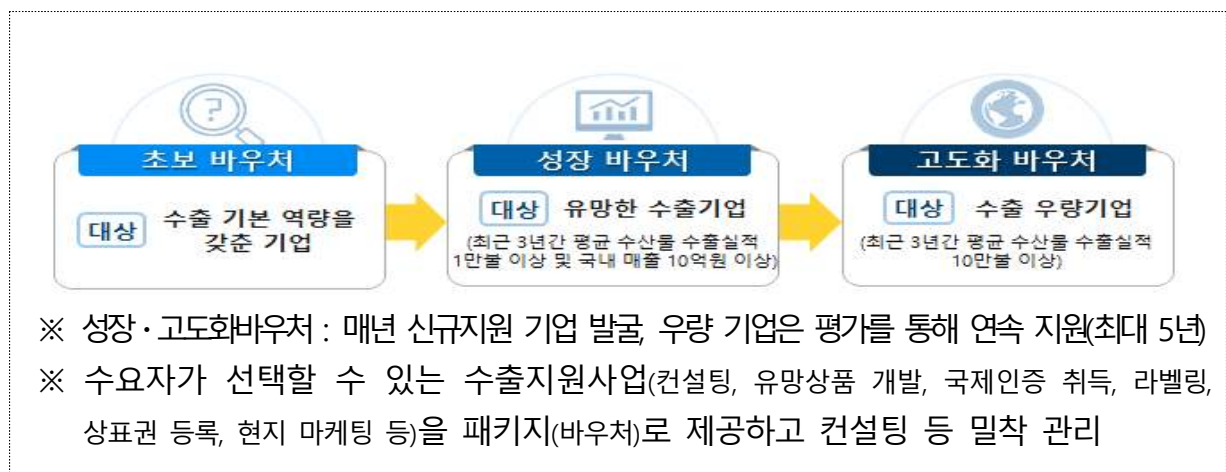 초보 바우처
대상 수출 기본 역량을
갖춘 기업
성장 바우처
대상 유망한 수출기업
(최근 3년간 평균 수산물 수출실적
1만불 이상 및 국내 매출 10억원 이상)
고도화 바우처
대상 수출 우량기업
(최근 3년간 평균 수산물 수출실적
10만불 이상)
※ 성장·고도화바우처 : 매년 신규지원 기업 발굴, 우량 기업은 평가를 통해 연속 지원(최대 5년)
※ 수요자가 선택할 수 있는 수출지원사업(컨설팅, 유망상품 개발, 국제인증 취득, 라벨링,
상표권 등록, 현지 마케팅 등)을 패키지(바우처)로 제공하고 컨설팅 등 밀착 관리